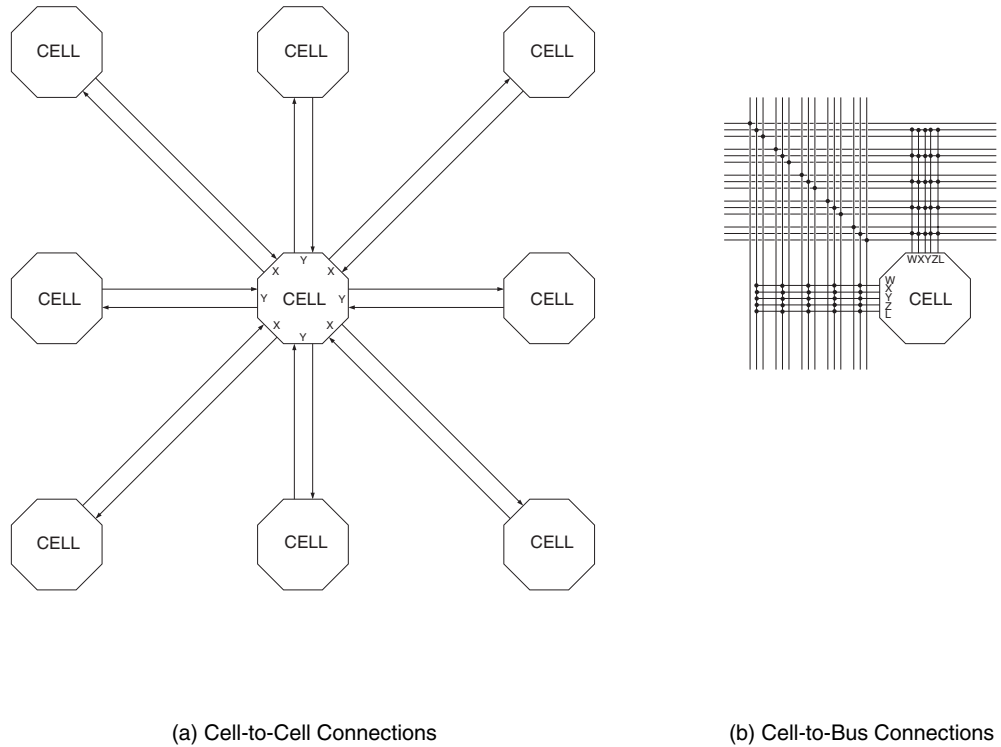 CELL CELL CELL
Y
X X
CELL Y CELL Y CELL
X X
Y
CELL CELL CELL
WXYZL
W
X
Y
Z
L
CELL
(a) Cell-to-Cell Connections
(b) Cell-to-Bus Connections